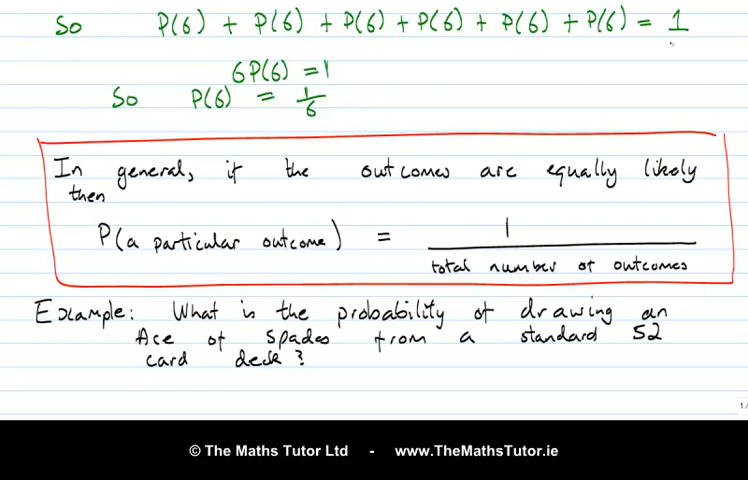 So P(6) + P(6) + P(6) + P(6) + P(6) + P(6) = 1
6P(6) = 1
So P(6) = 1/6
In general, if the outcomes are equally likely
then
P(a particular outcome) = 1
total number of outcomes
Example: What is the probability of drawing an
Ace of spades from a standard 52
card deck?
1/
© The Maths Tutor Ltd - www.TheMathsTutor.ie